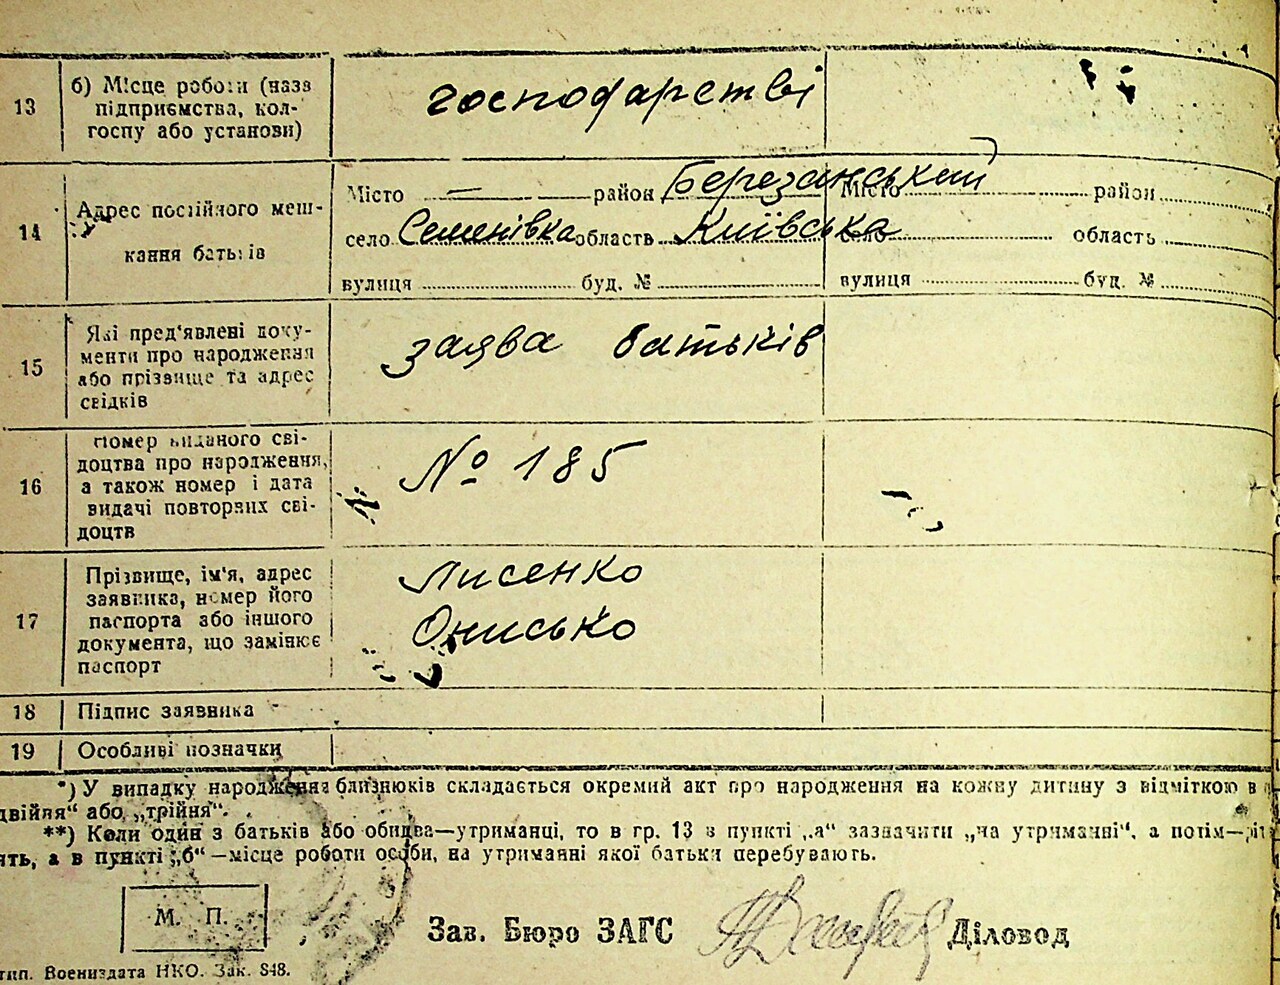 13 б) Місце роботи (назв господарстві
підприємства, кол-
госпу або установи)
Місто — район Березанський Місто район
14 Адрес постійного меш-
село Семенівка область Київська село область
кання батьків
вулиця буд. № вулиця буд. №
Які пред'явлені доку-
менти про народження заява батьків
15 або прізвище та адрес
свідків
Номер виданого сві-
доцтва про народження, № 185
16 а також номер і дата
видачі повторних сві-
доцтв
Прізвище, ім'я, адрес Лисенко
заявника, номер його
17 паспорта або іншого Онисько
документа, що замінює
паспорт
18 Підпис заявника
19 Особливі позначки
*) У випадку народження близнюків складається окремий акт про народження на кожну дитину з відміткою в
двійня" або „трійня".
**) Коли один з батьків або обидва—утриманці, то в гр. 13 в пункті „а" зазначити „на утриманні", а потім—
ять, а в пункті „б"—місце роботи особи, на утриманні якої батьки перебувають.
М. П.
Зав. Бюро ЗАГС Діловод
тип. Воениздата НКО. Зак. 848.